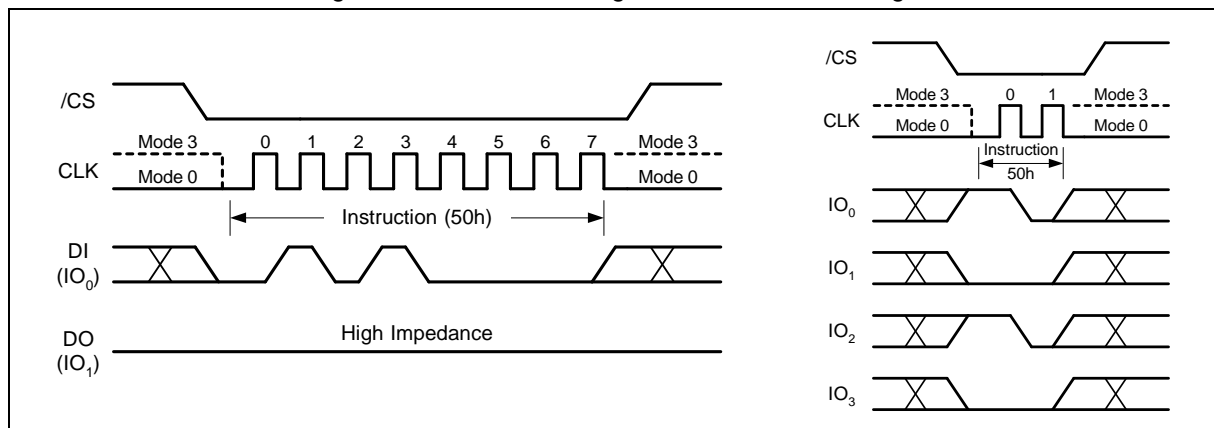 /CS
Mode 3 0 1 2 3 4 5 6 7 Mode 3
CLK
Mode 0 Mode 0
Instruction (50h)
DI
(IO0)
High Impedance
DO
(IO1)
/CS
Mode 3 0 1 Mode 3
CLK
Mode 0 Mode 0
Instruction
50h
IO0
IO1
IO2
IO3